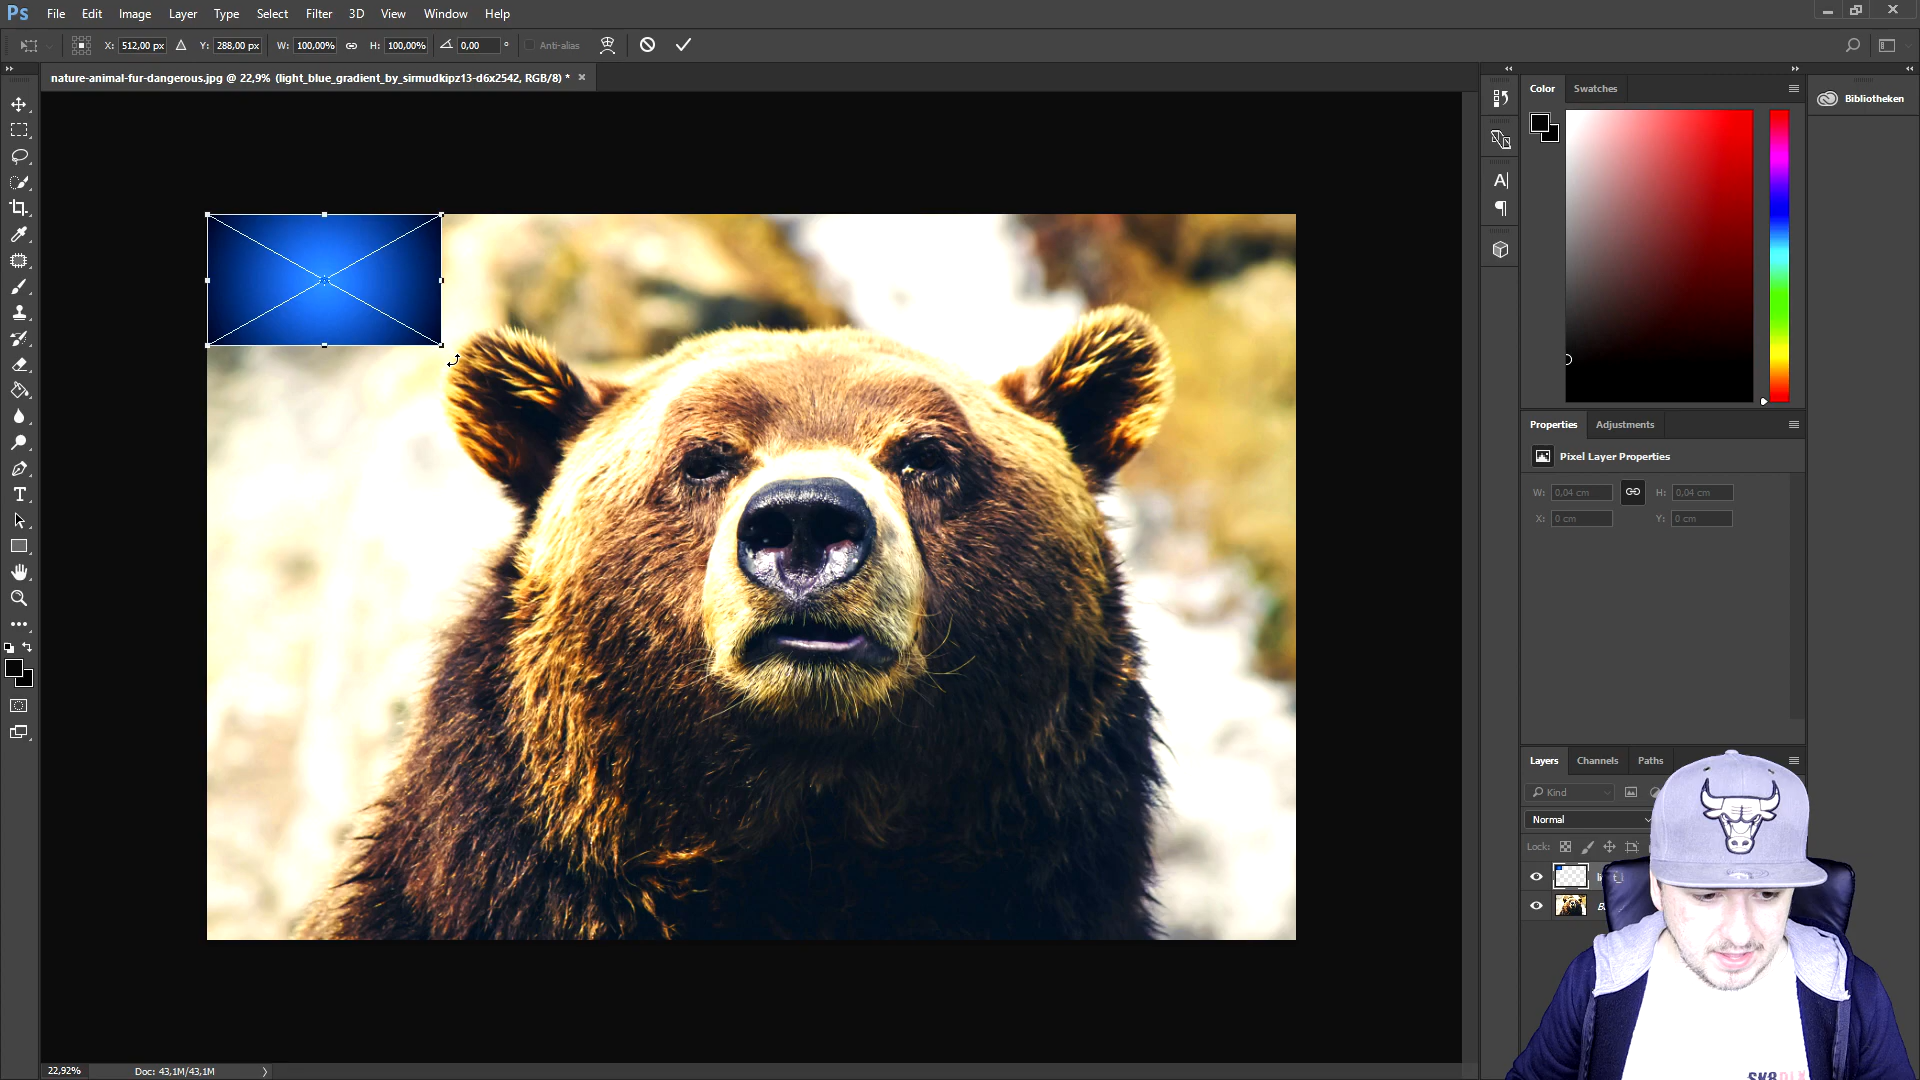 Ps File Edit Image Layer Type Select Filter 3D View Window Help
X: 512,00 px Y: 288,00 px W: 100,00% H: 100,00% 0,00 ° Anti-alias
nature-animal-fur-dangerous.jpg @ 22,9% (light_blue_gradient_by_sirmudkipz13-d6x2542, RGB/8) * ×
Color Swatches
Bibliotheken
Properties Adjustments
Pixel Layer Properties
W: 0,04 cm H: 0,04 cm
X: 0 cm Y: 0 cm
Layers Channels Paths
Kind
Normal
Lock:
22,92% Doc: 43,1M/43,1M